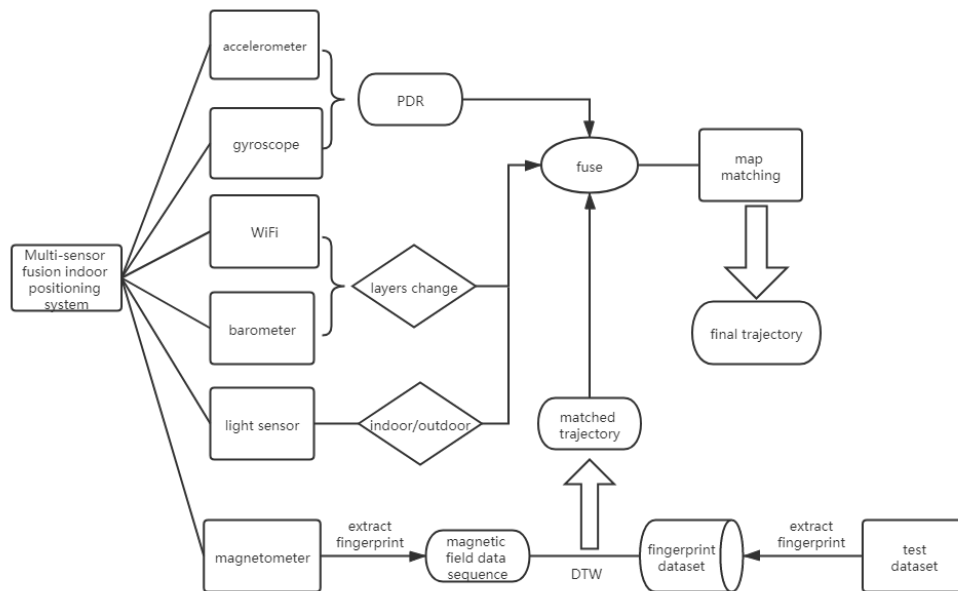 accelerometer
PDR
gyroscope
fuse
map
matching
WiFi
Multi-sensor
fusion indoor
positioning
system
layers change
barometer
final trajectory
light sensor
indoor/outdoor
matched
trajectory
magnetometer
extract
fingerprint
magnetic
field data
sequence
DTW
fingerprint
dataset
extract
fingerprint
test
dataset